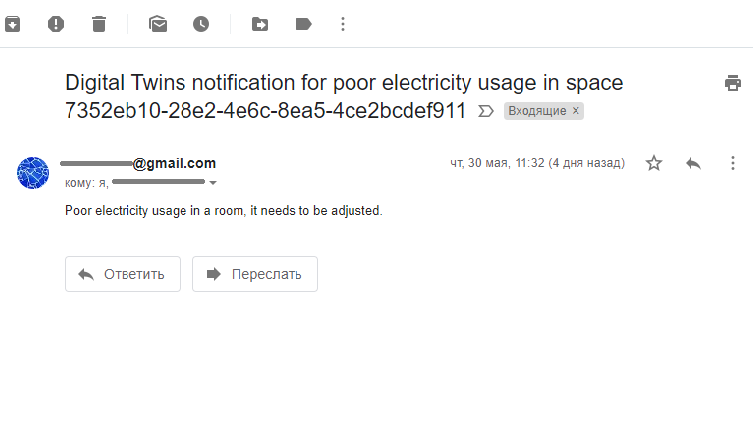 Digital Twins notification for poor electricity usage in space
7352eb10-28e2-4e6c-8ea5-4ce2bcdef911 Входящие x
@gmail.com чт, 30 мая, 11:32 (4 дня назад)
кому: я,
Poor electricity usage in a room, it needs to be adjusted.
Ответить Переслать